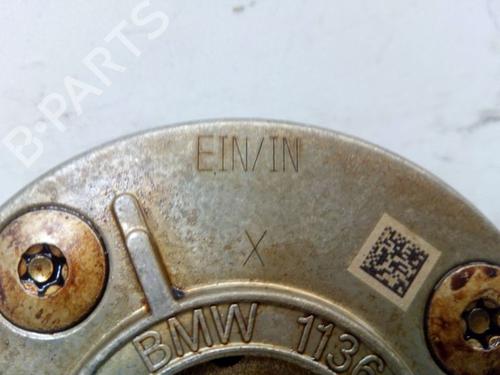 B-PARTS
EIN/IN
X
BMW 1136